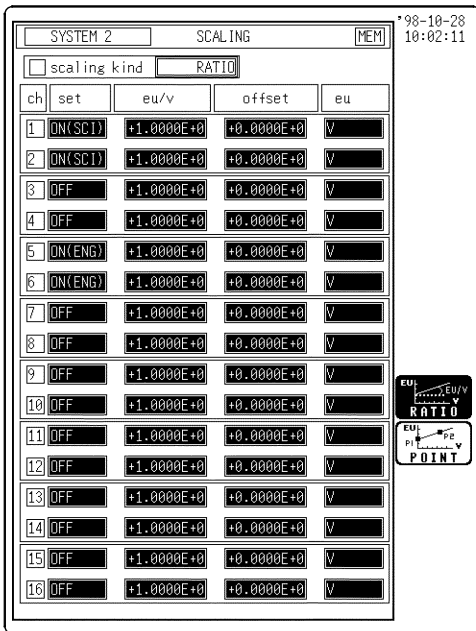 '98-10-28
SYSTEM 2 SCALING MEM 10:02:11
scaling kind RATIO
ch set eu/v offset eu
1 ON(SCI) +1.0000E+0 +0.0000E+0 V
2 ON(SCI) +1.0000E+0 +0.0000E+0 V
3 OFF +1.0000E+0 +0.0000E+0 V
4 OFF +1.0000E+0 +0.0000E+0 V
5 ON(ENG) +1.0000E+0 +0.0000E+0 V
6 ON(ENG) +1.0000E+0 +0.0000E+0 V
7 OFF +1.0000E+0 +0.0000E+0 V
8 OFF +1.0000E+0 +0.0000E+0 V
9 OFF +1.0000E+0 +0.0000E+0 V
10 OFF +1.0000E+0 +0.0000E+0 V
11 OFF +1.0000E+0 +0.0000E+0 V
12 OFF +1.0000E+0 +0.0000E+0 V
13 OFF +1.0000E+0 +0.0000E+0 V
14 OFF +1.0000E+0 +0.0000E+0 V
15 OFF +1.0000E+0 +0.0000E+0 V
16 OFF +1.0000E+0 +0.0000E+0 V
EU EU/V
V
RATIO
EU
P1 P2 V
POINT